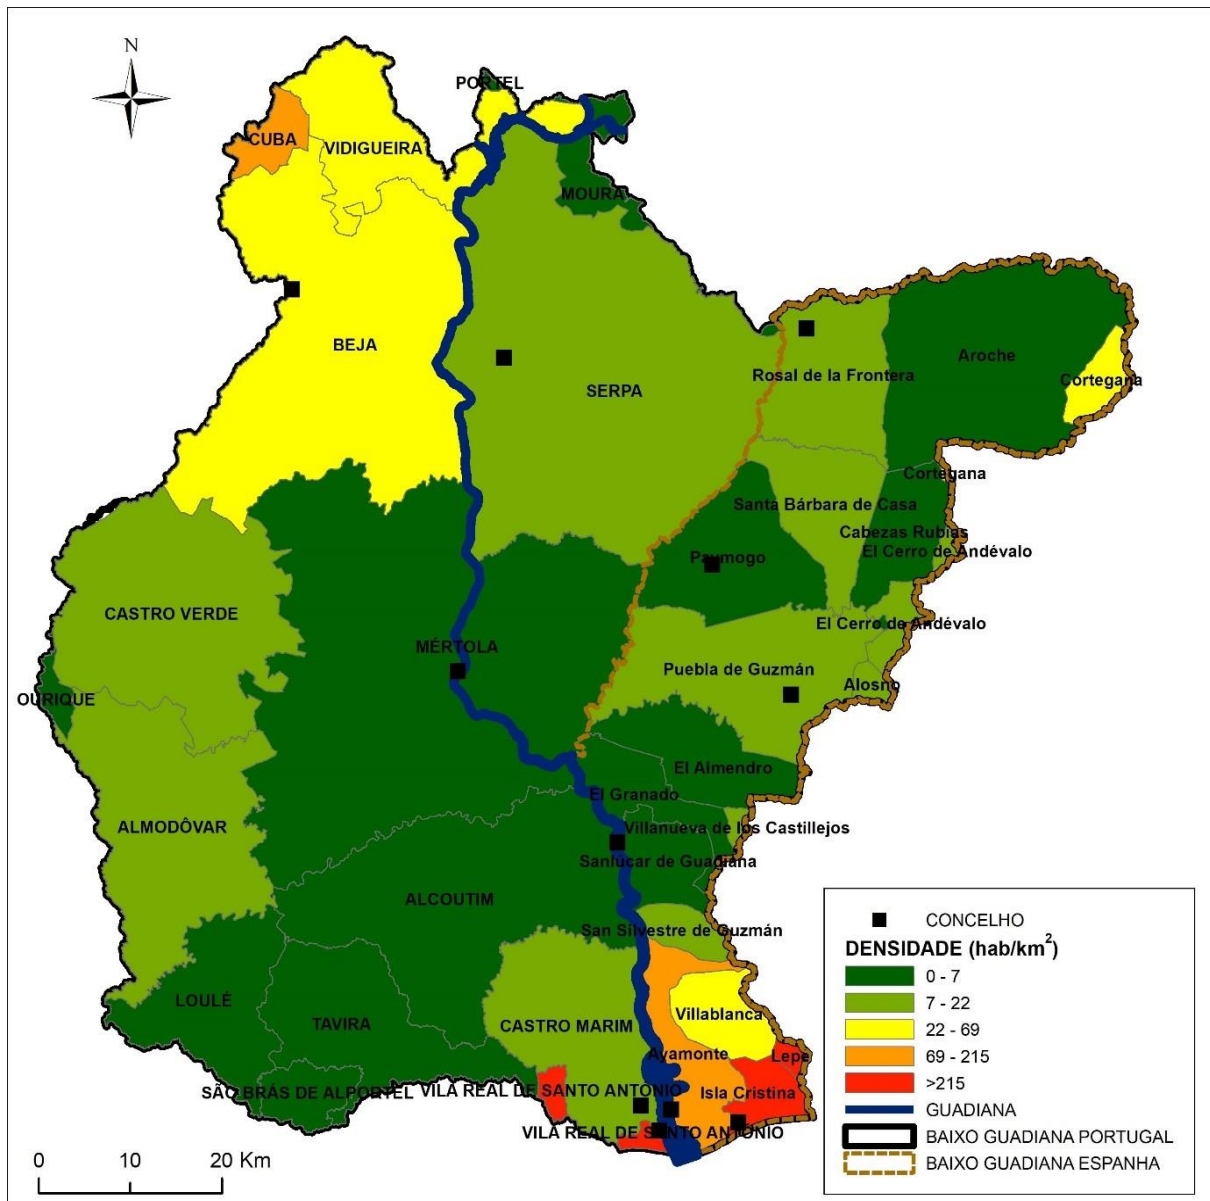 N
PORTEL
CUBA
VIDIGUEIRA
MOURA
BEJA
Aroche
Rosal de la Frontera
Cortegana
SERPA
Cortegana
Santa Bárbara de Casa
Cabezas Rubias
El Cerro de Andévalo
Paymogo
CASTRO VERDE
El Cerro de Andévalo
MÉRTOLA
Puebla de Guzmán
Alosno
OURIQUE
El Almendro
El Granado
ALMODÔVAR
Villanueva de los Castillejos
Sanlúcar de Guadiana
ALCOUTIM
San Silvestre de Guzmán
LOULÉ
TAVIRA
CASTRO MARIM
Villablanca
Ayamonte
Lepe
SÃO BRÁS DE ALPORTEL
VILA REAL DE SANTO ANTÓNIO
Isla Cristina
VILA REAL DE SANTO ANTÓNIO
0 10 20 Km
CONCELHO
DENSIDADE (hab/km²)
0 - 7
7 - 22
22 - 69
69 - 215
>215
GUADIANA
BAIXO GUADIANA PORTUGAL
BAIXO GUADIANA ESPANHA